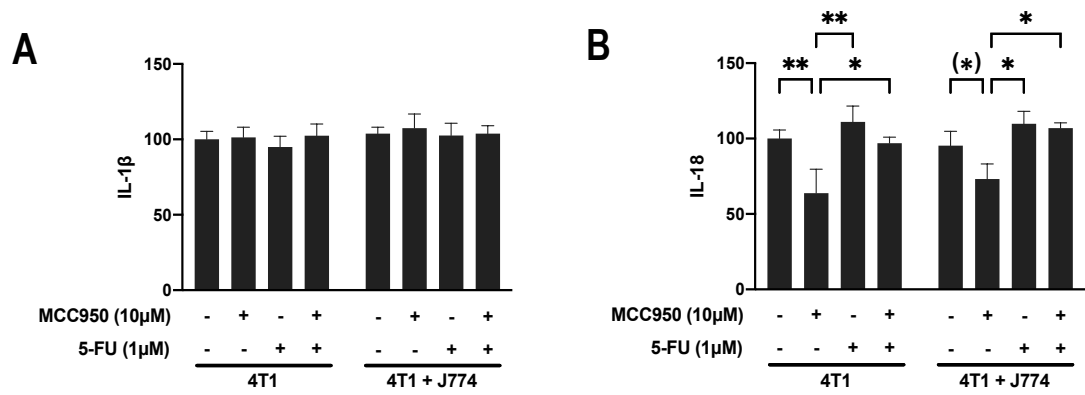 A
150
100
50
0
IL-1β
MCC950 (10μM) - + - + - + - +
5-FU (1μM) - - + + - - + +
4T1 4T1 + J774
B
** *
** * (*) *
150
100
50
0
IL-18
MCC950 (10μM) - + - + - + - +
5-FU (1μM) - - + + - - + +
4T1 4T1 + J774